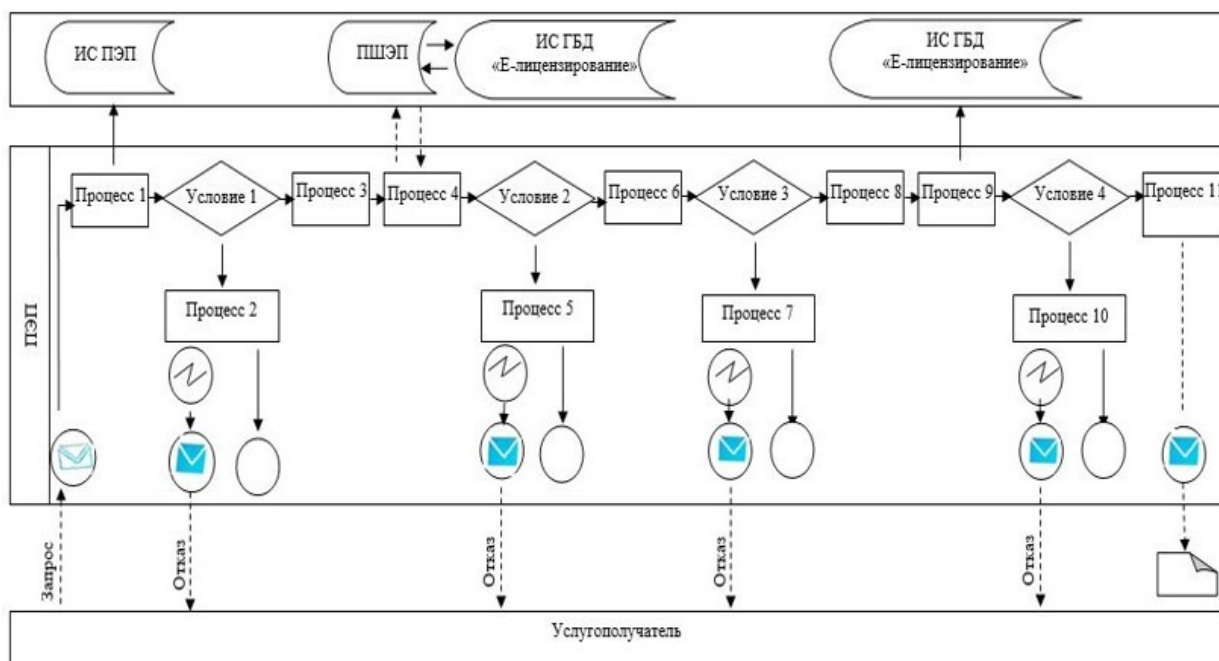 ИС ПЭП
ПШЭП
ИС ГБД
«Е-лицензирование»
ИС ГБД
«Е-лицензирование»
ПЭП
Процесс 1
Условие 1
Процесс 3
Процесс 4
Условие 2
Процесс 6
Условие 3
Процесс 8
Процесс 9
Условие 4
Процесс 11
Процесс 2
Процесс 5
Процесс 7
Процесс 10
Запрос
Отказ
Отказ
Отказ
Отказ
Услугополучатель